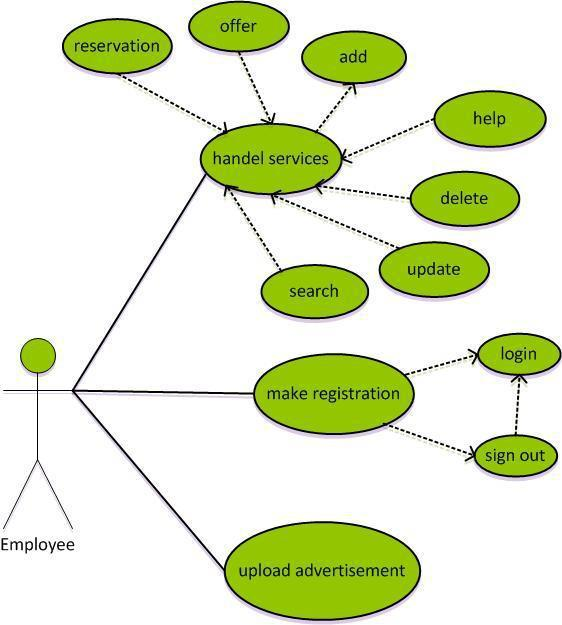 offer
reservation
add
help
handel services
delete
update
search
login
make registration
sign out
Employee
upload advertisement